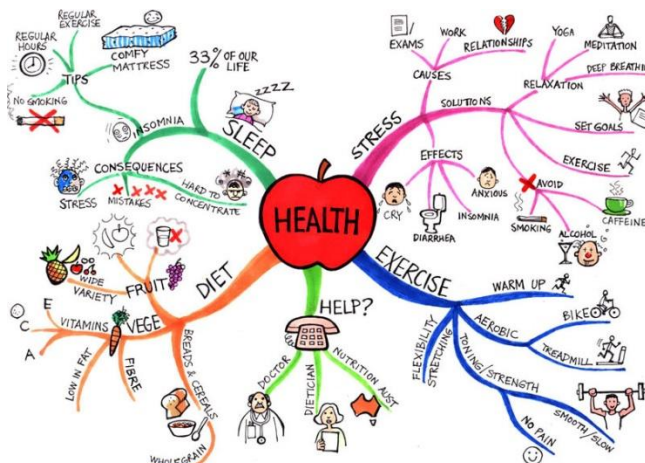 HEALTH
SLEEP
33% OF OUR
LIFE
ZZZZ
INSOMNIA
TIPS
REGULAR
EXERCISE
REGULAR
HOURS
COMFY
MATTRESS
NO SMOKING
CONSEQUENCES
STRESS
MISTAKES
HARD TO
CONCENTRATE
STRESS
CAUSES
EXAMS
WORK
RELATIONSHIPS
SOLUTIONS
RELAXATION
YOGA
MEDITATION
DEEP BREATHIN
SET GOALS
EXERCISE
AVOID
SMOKING
ALCOHOL
CAFFEINE
EFFECTS
CRY
DIARRHEA
INSOMNIA
ANXIOUS
EXERCISE
WARM UP
AEROBIC
BIKE
TREADMILL
TONING/STRENGTH
SMOOTH/SLOW
NO PAIN
FLEXIBILITY
STRETCHING
HELP?
DOCTOR
DIETICIAN
NUTRITION AUST
DIET
FRUIT
WIDE
VARIETY
VEGE
VITAMINS
E
C
A
LOW IN FAT
FIBRE
BREADS & CEREALS
WHOLEGRAIN